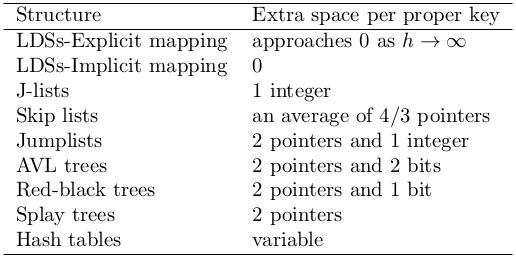 Structure Extra space per proper key
LDSs-Explicit mapping approaches 0 as h → ∞
LDSs-Implicit mapping 0
J-lists 1 integer
Skip lists an average of 4/3 pointers
Jumplists 2 pointers and 1 integer
AVL trees 2 pointers and 2 bits
Red-black trees 2 pointers and 1 bit
Splay trees 2 pointers
Hash tables variable